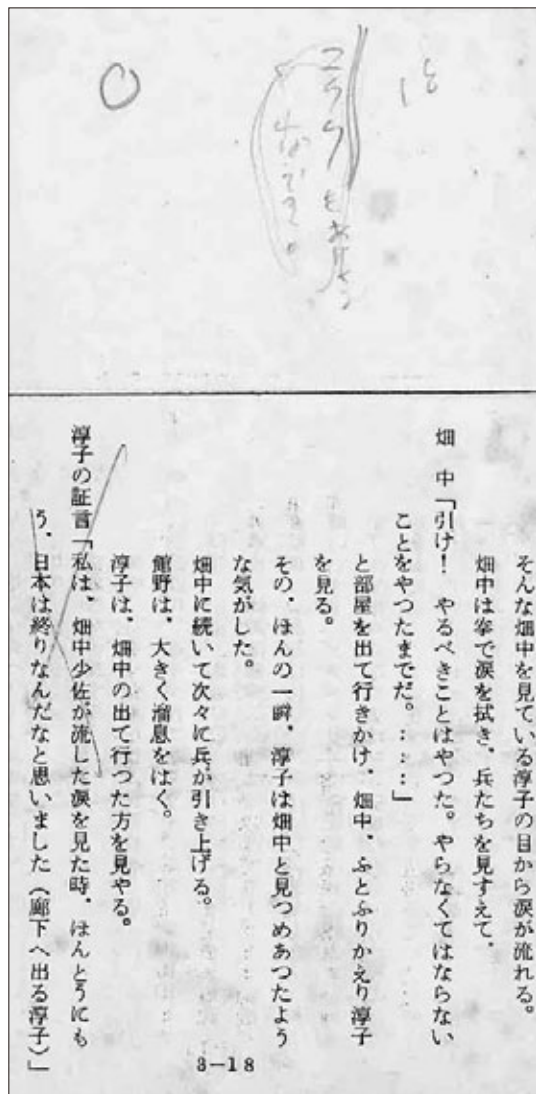 そんな畑中を見ている淳子の目から涙が流れる。
畑中は拳で涙を拭き、兵たちを見すえて、
畑　中「引け！　やるべきことはやつた。やらなくてはならない
ことをやつたまでだ。‥‥‥」
と部屋を出て行きかけ、畑中、ふとふりかえり淳子
を見る。
その、ほんの一瞬、淳子は畑中と見つめあつたよう
な気がした。
畑中に続いて次々に兵が引き上げる。
館野は、大きく溜息をはく。
淳子は、畑中の出て行つた方を見やる。
淳子の証言「私は、畑中少佐が流した涙を見た時、ほんとうにも
う、日本は終りなんだなと思いました（廊下へ出る淳子）」
3-18